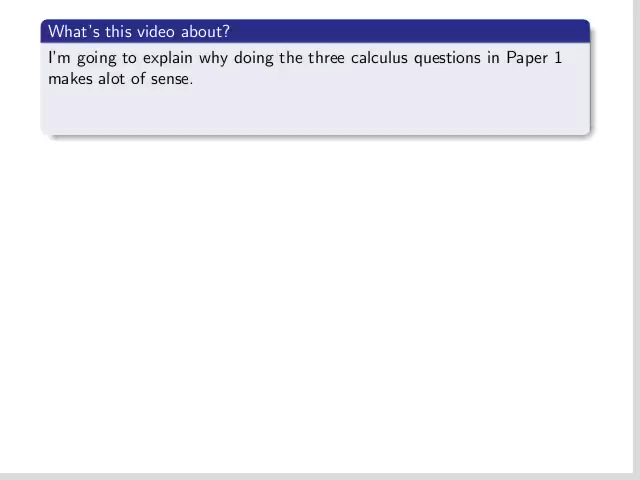 What's this video about?
I'm going to explain why doing the three calculus questions in Paper 1
makes alot of sense.